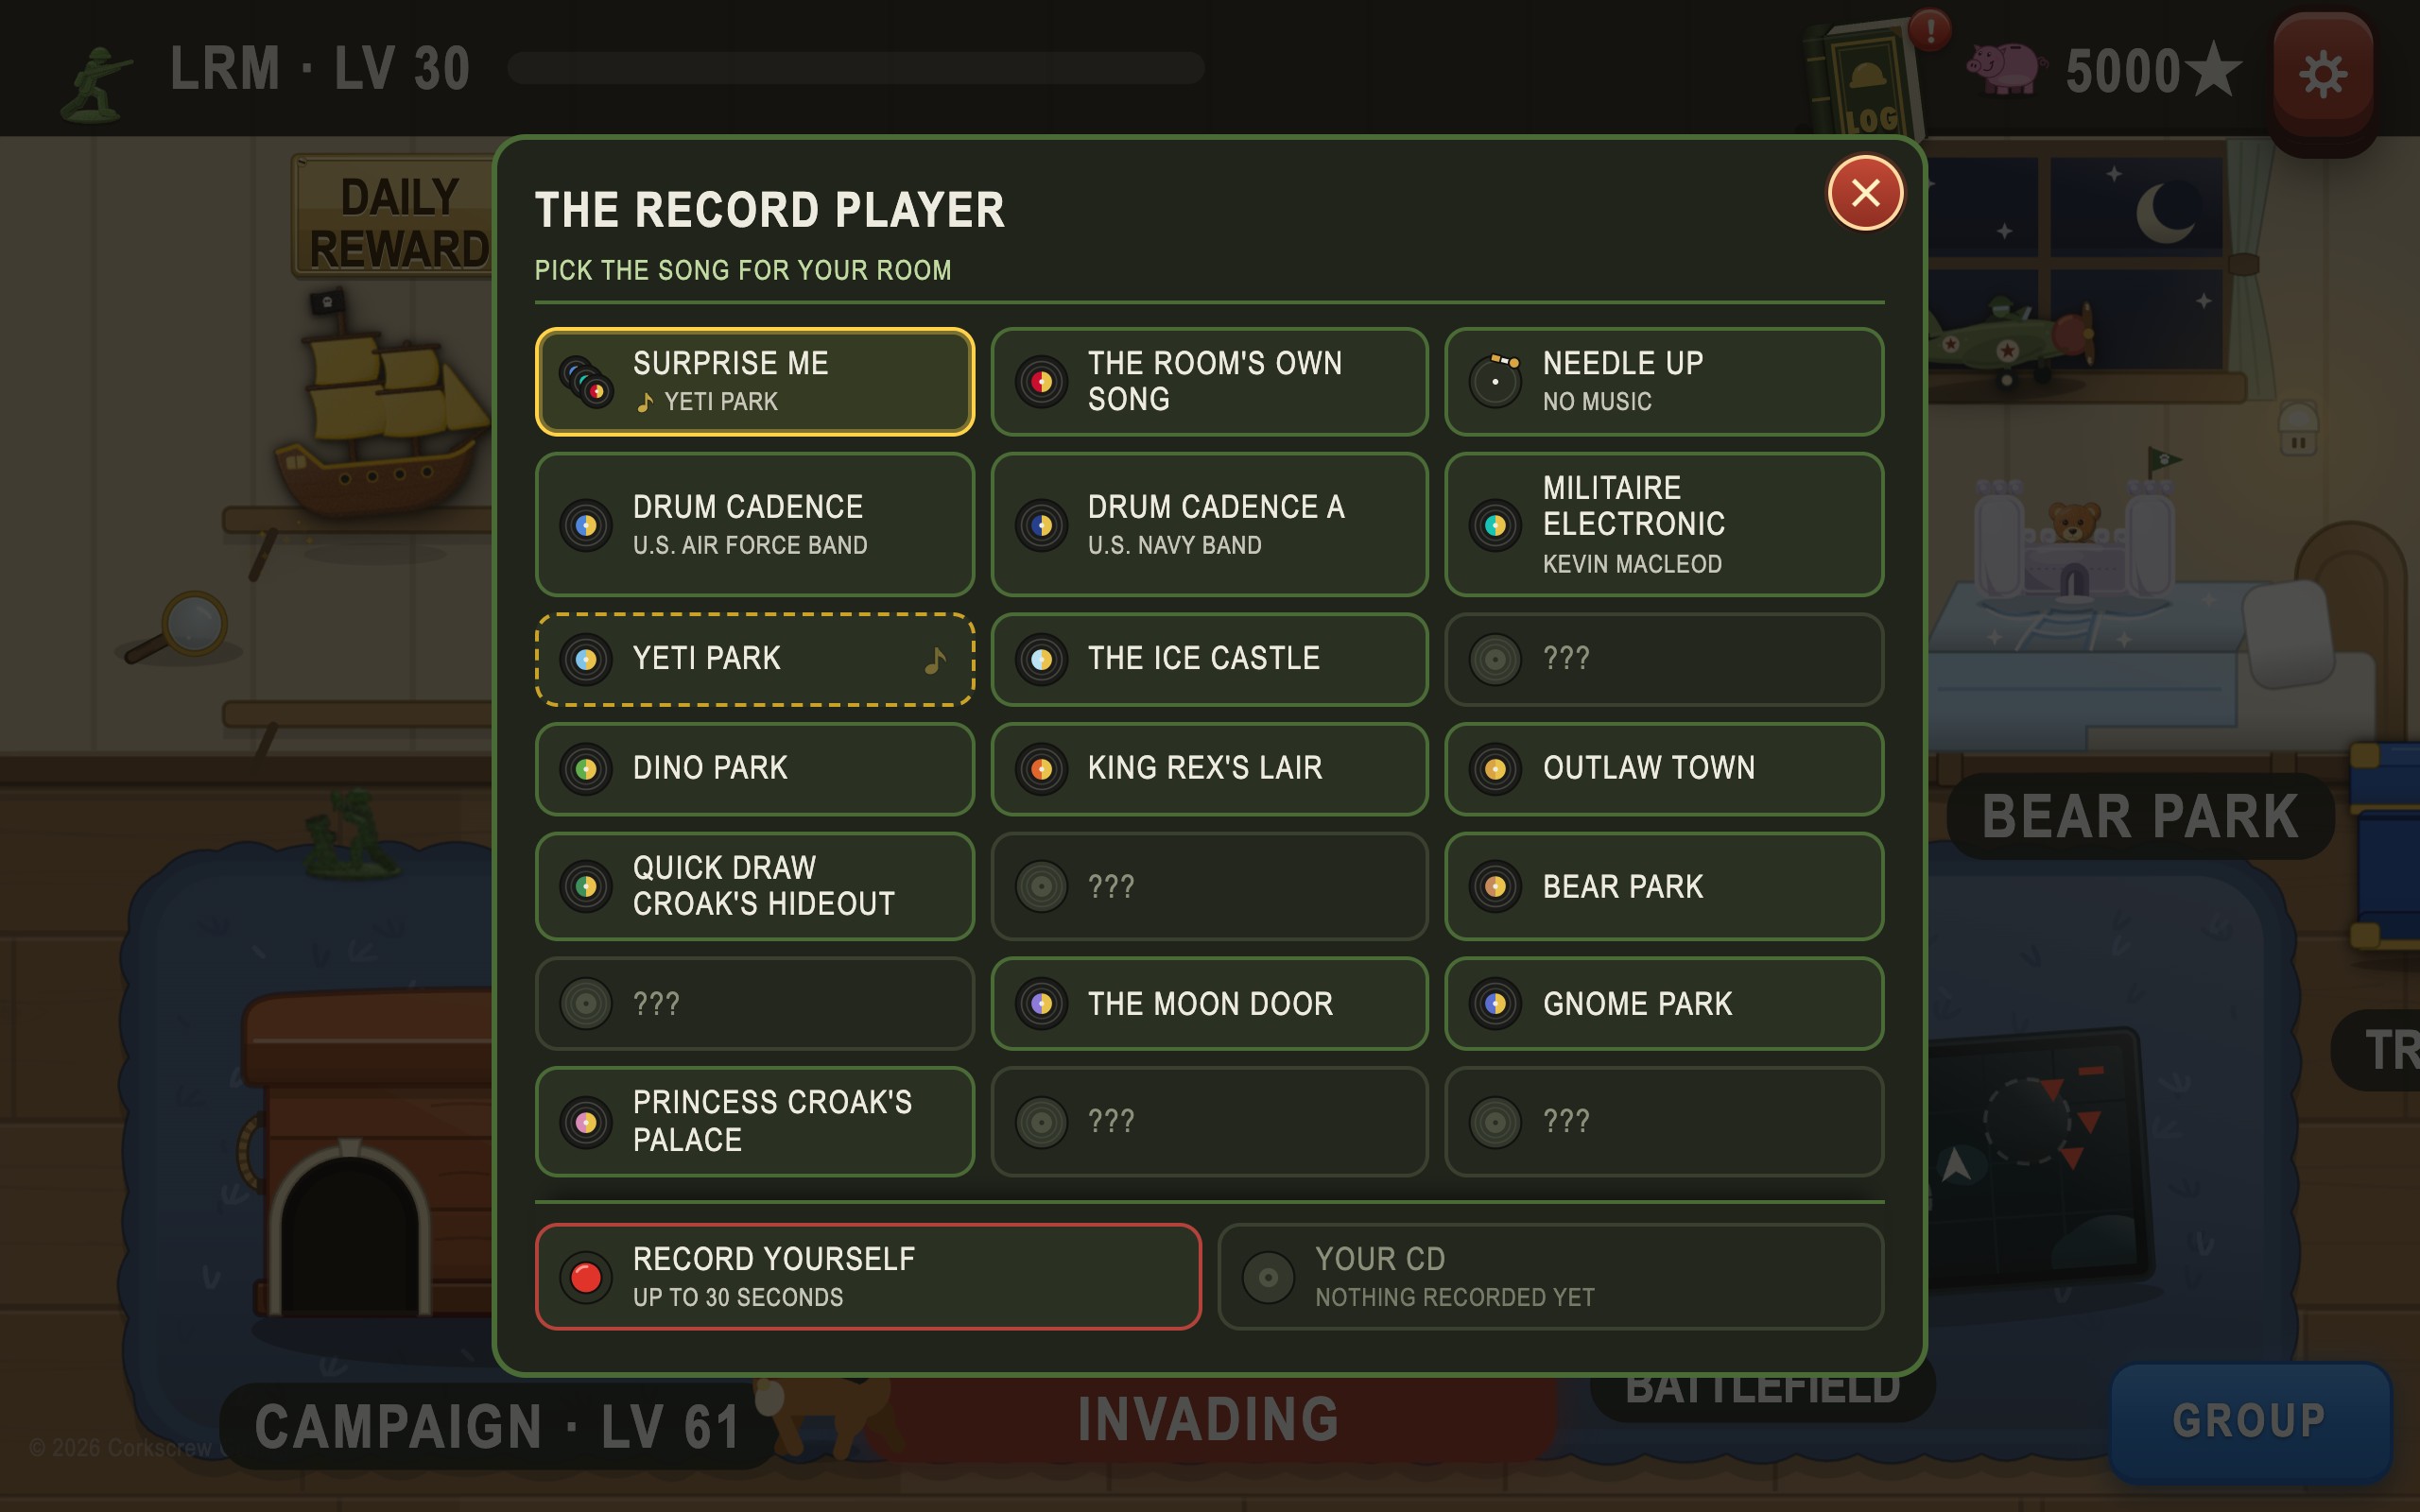 LRM · LV 30
LOG
!
5000★
DAILY
REWARD
THE RECORD PLAYER
PICK THE SONG FOR YOUR ROOM
SURPRISE ME
♪ YETI PARK
THE ROOM'S OWN
SONG
NEEDLE UP
NO MUSIC
DRUM CADENCE
U.S. AIR FORCE BAND
DRUM CADENCE A
U.S. NAVY BAND
MILITAIRE
ELECTRONIC
KEVIN MACLEOD
YETI PARK ♪
THE ICE CASTLE
???
DINO PARK
KING REX'S LAIR
OUTLAW TOWN
QUICK DRAW
CROAK'S HIDEOUT
???
BEAR PARK
???
THE MOON DOOR
GNOME PARK
PRINCESS CROAK'S
PALACE
???
???
RECORD YOURSELF
UP TO 30 SECONDS
YOUR CD
NOTHING RECORDED YET
BEAR PARK
TR
© 2026 Corkscrew
CAMPAIGN · LV 61
INVADING
BATTLEFIELD
GROUP